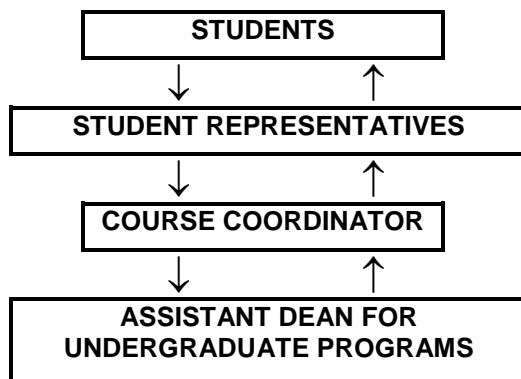 STUDENTS
STUDENT REPRESENTATIVES
COURSE COORDINATOR
ASSISTANT DEAN FOR
UNDERGRADUATE PROGRAMS